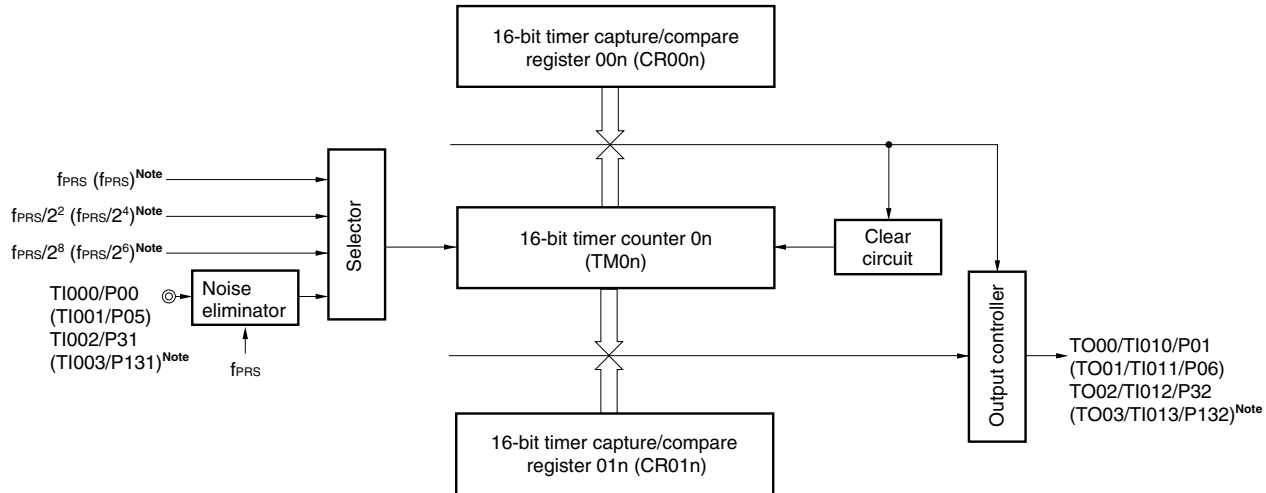 16-bit timer capture/compare
register 00n (CR00n)
fPRS (fPRS)Note
fPRS/2² (fPRS/2⁴)Note
fPRS/2⁸ (fPRS/2⁶)Note
Selector
16-bit timer counter 0n
(TM0n)
Clear
circuit
TI000/P00
(TI001/P05)
TI002/P31
(TI003/P131)Note
Noise
eliminator
fPRS
Output controller
TO00/TI010/P01
(TO01/TI011/P06)
TO02/TI012/P32
(TO03/TI013/P132)Note
16-bit timer capture/compare
register 01n (CR01n)